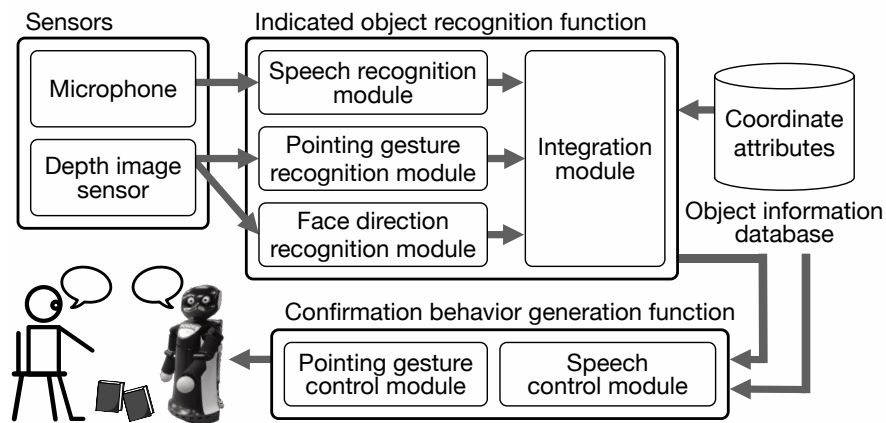 Sensors
Microphone
Depth image
sensor
Indicated object recognition function
Speech recognition
module
Pointing gesture
recognition module
Face direction
recognition module
Integration
module
Coordinate
attributes
Object information
database
Confirmation behavior generation function
Pointing gesture
control module
Speech
control module